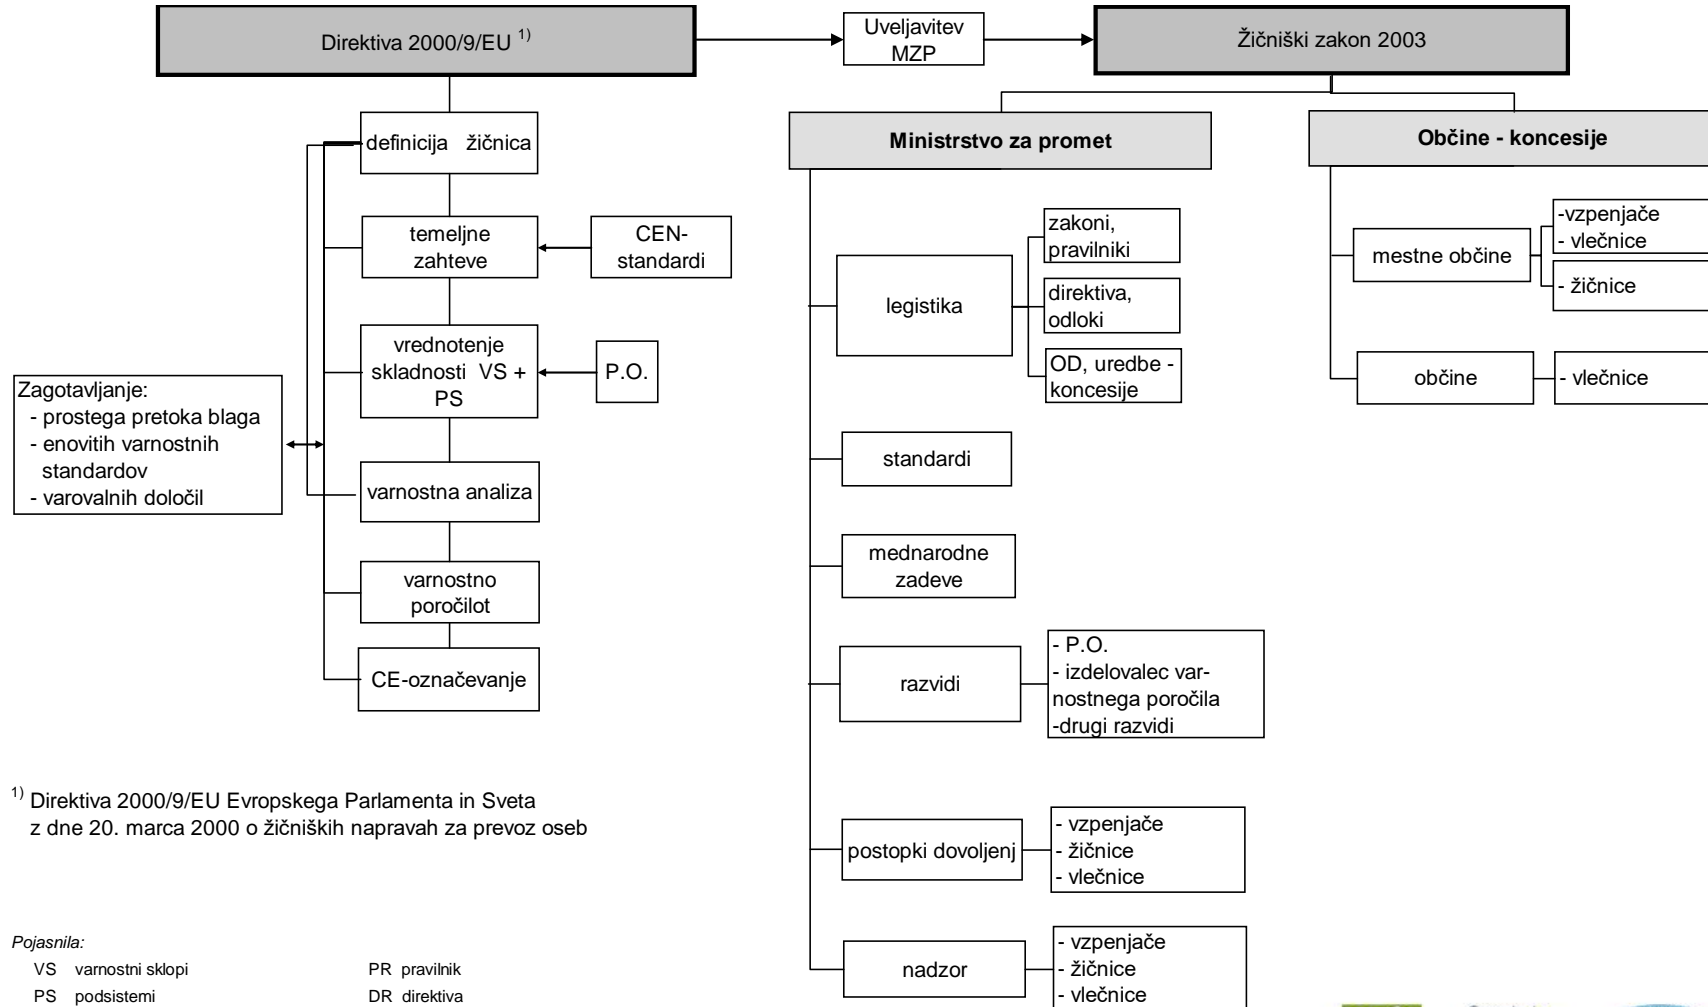 Direktiva 2000/9/EU 1)
Uveljavitev
MZP
Žičniški zakon 2003
definicija žičnica
temeljne
zahteve
CEN-
standardi
vrednotenje
skladnosti VS +
PS
P.O.
Zagotavljanje:
- prostega pretoka blaga
- enovitih varnostnih
standardov
- varovalnih določil
varnostna analiza
varnostno
poročilot
CE-označevanje
Ministrstvo za promet
legistika
zakoni,
pravilniki
direktiva,
odloki
OD, uredbe -
koncesije
standardi
mednarodne
zadeve
razvidi
- P.O.
- izdelovalec var-
nostnega poročila
-drugi razvidi
postopki dovoljenj
- vzpenjače
- žičnice
- vlečnice
nadzor
- vzpenjače
- žičnice
- vlečnice
Občine - koncesije
mestne občine
-vzpenjače
- vlečnice
- žičnice
občine
- vlečnice
1) Direktiva 2000/9/EU Evropskega Parlamenta in Sveta
z dne 20. marca 2000 o žičniških napravah za prevoz oseb
Pojasnila:
VS varnostni sklopi
PR pravilnik
PS podsistemi
DR direktiva